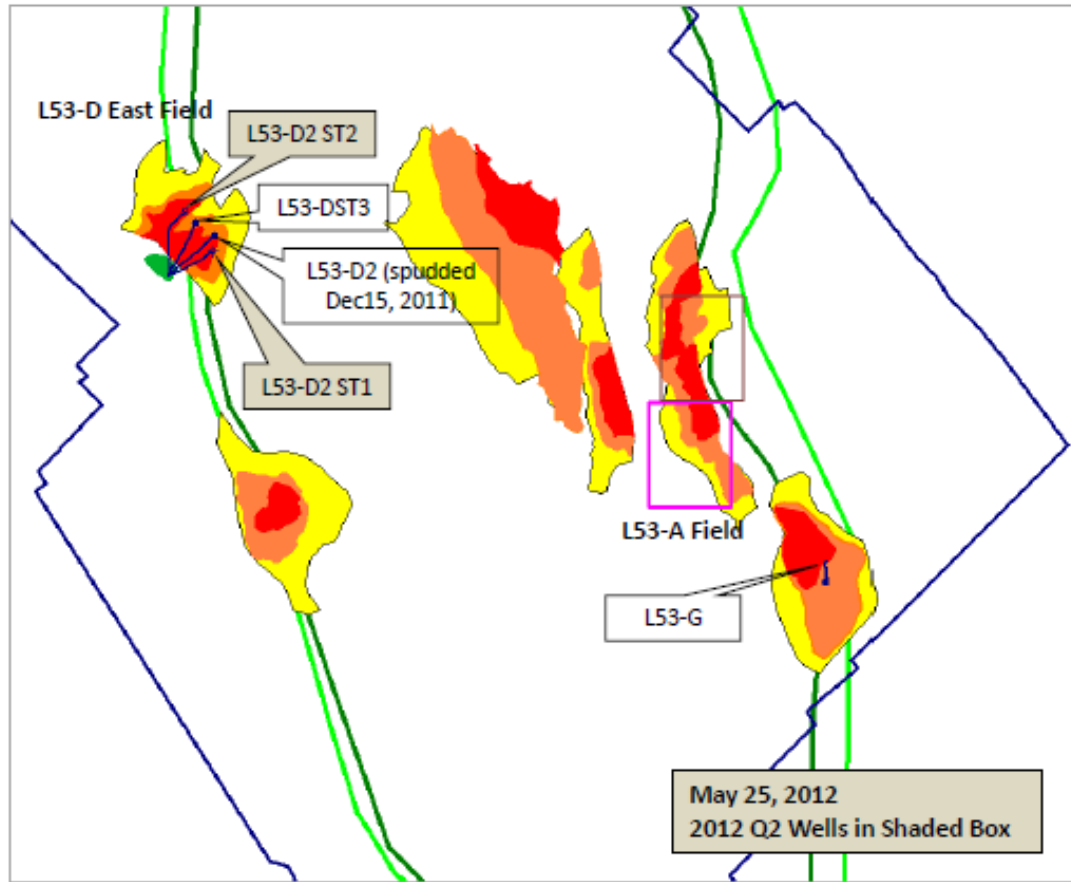 L53-D East Field
L53-D2 ST2
L53-DST3
L53-D2 (spudded
Dec15, 2011)
L53-D2 ST1
L53-A Field
L53-G
May 25, 2012
2012 Q2 Wells in Shaded Box